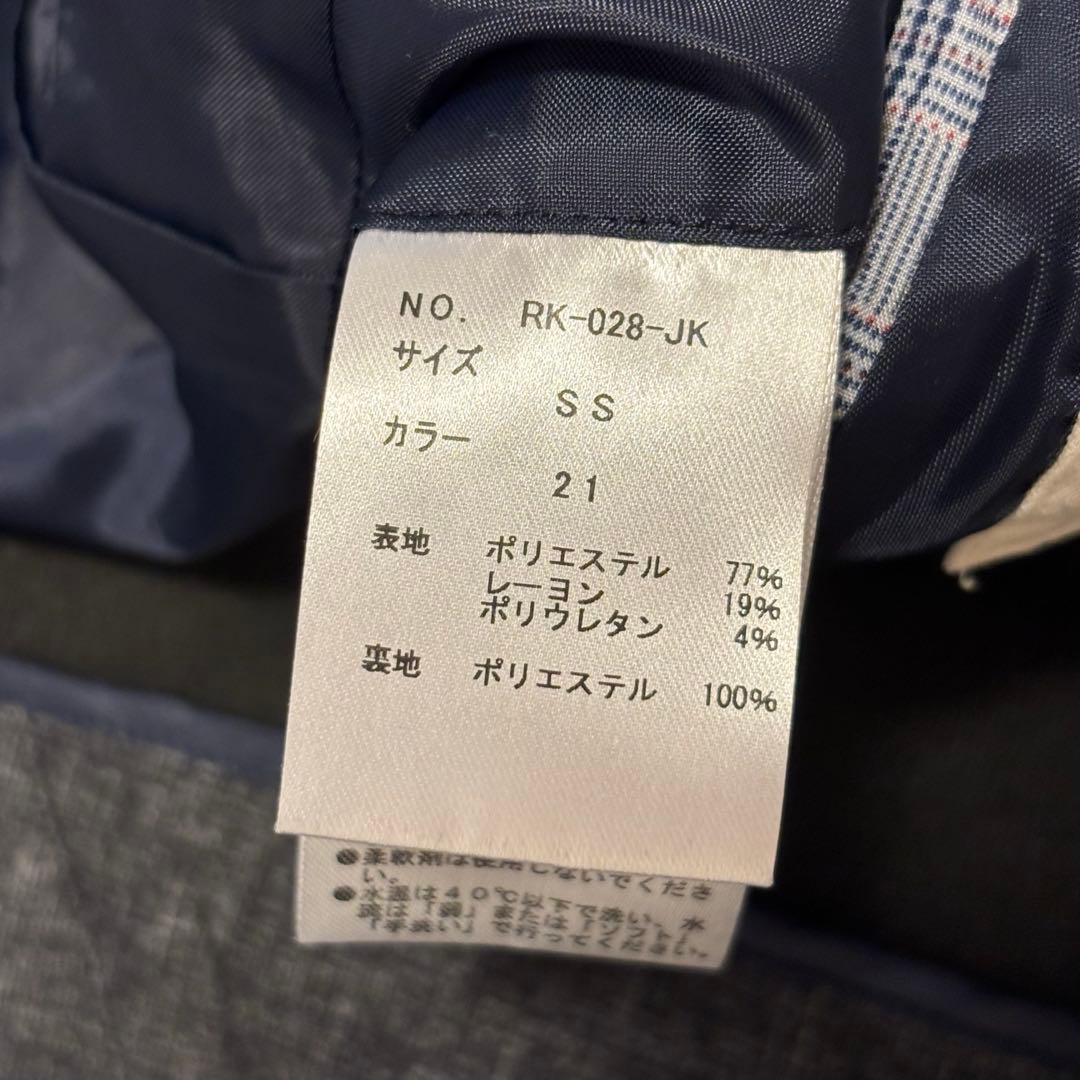 NO. RK-028-JK
サイズ
SS
カラー
21
表地 ポリエステル 77%
レーヨン 19%
ポリウレタン 4%
裏地 ポリエステル 100%
●柔軟剤は使用しないでくださ
い。
●水温は40℃以下で洗い、水
流は「弱」または「ソフト」
「手洗い」で行ってください。